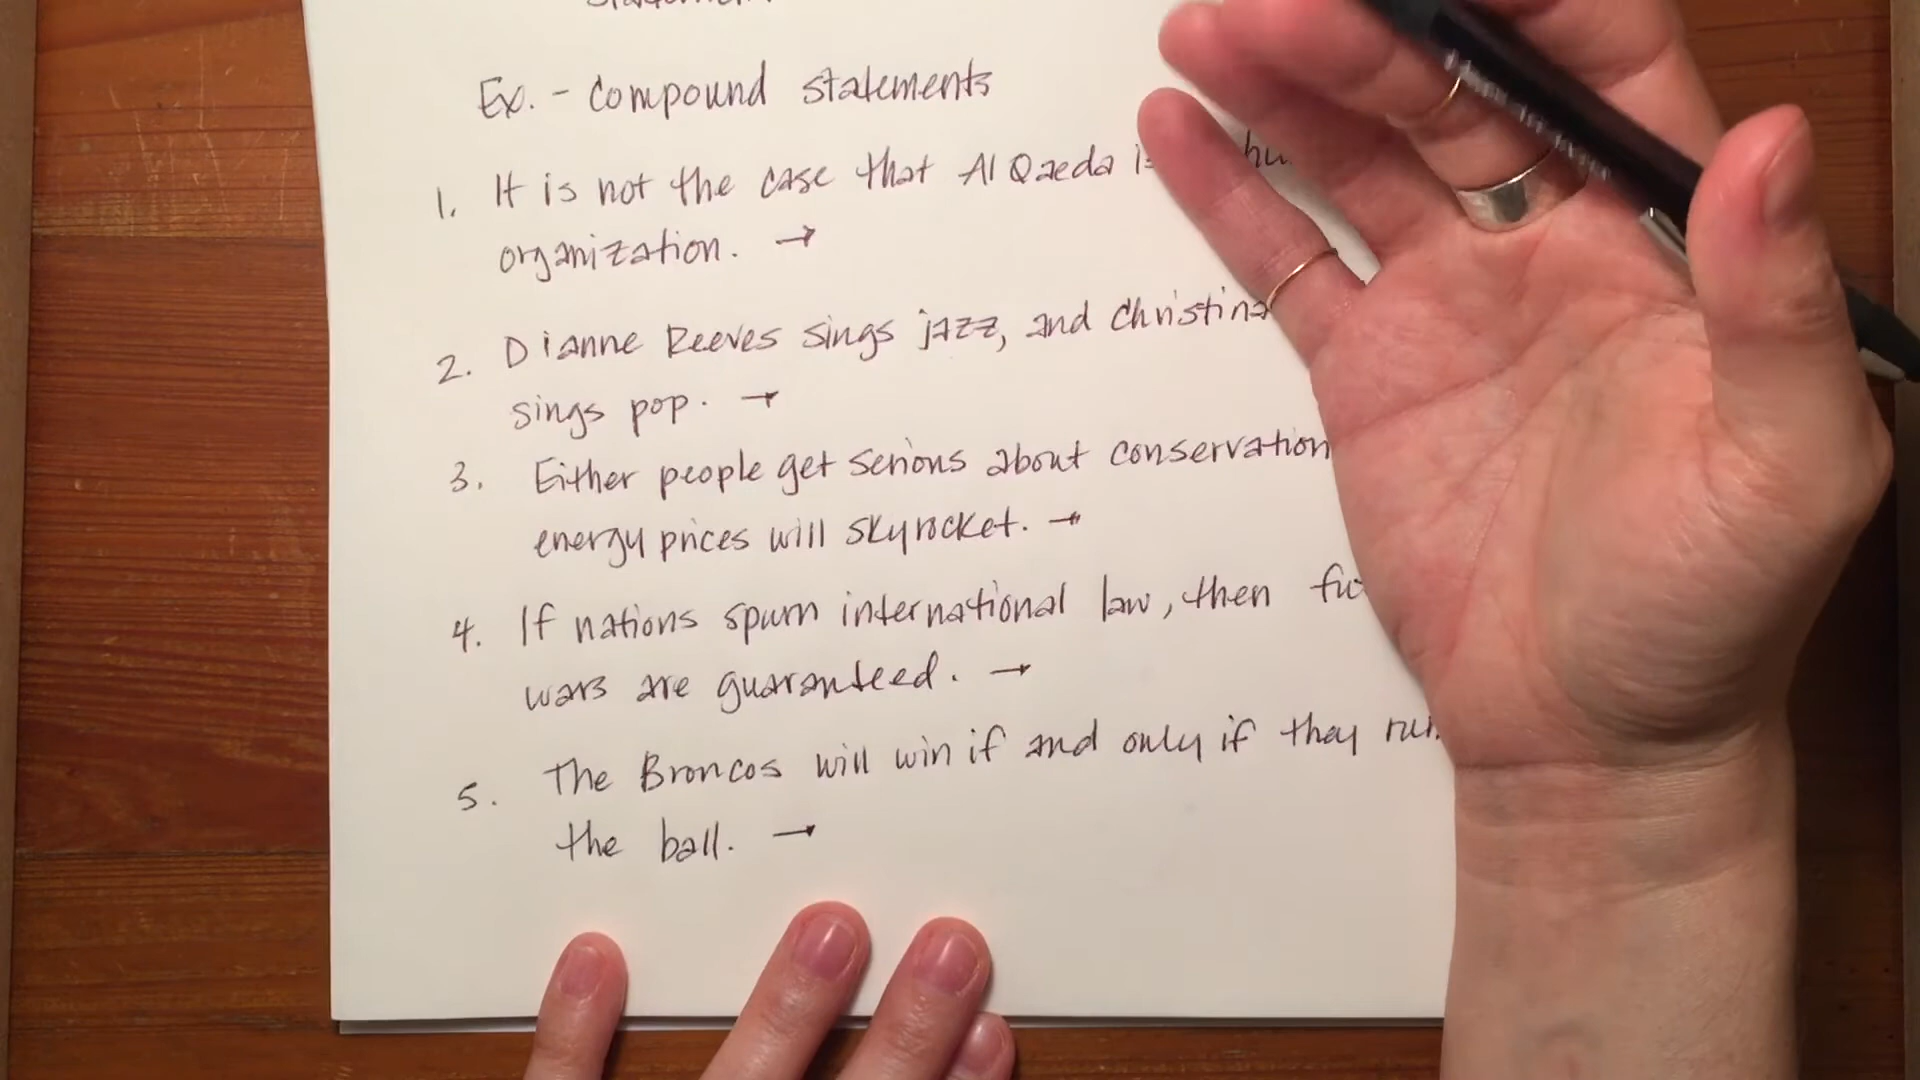 Ex. - Compound statements
1. It is not the case that Al Qaeda
organization. →
2. Dianne Reeves sings jazz, and Christina
sings pop. →
3. Either people get serious about conservation
energy prices will skyrocket. →
4. If nations spurn international law, then
wars are guaranteed. →
5. The Broncos will win if and only if they
the ball. →